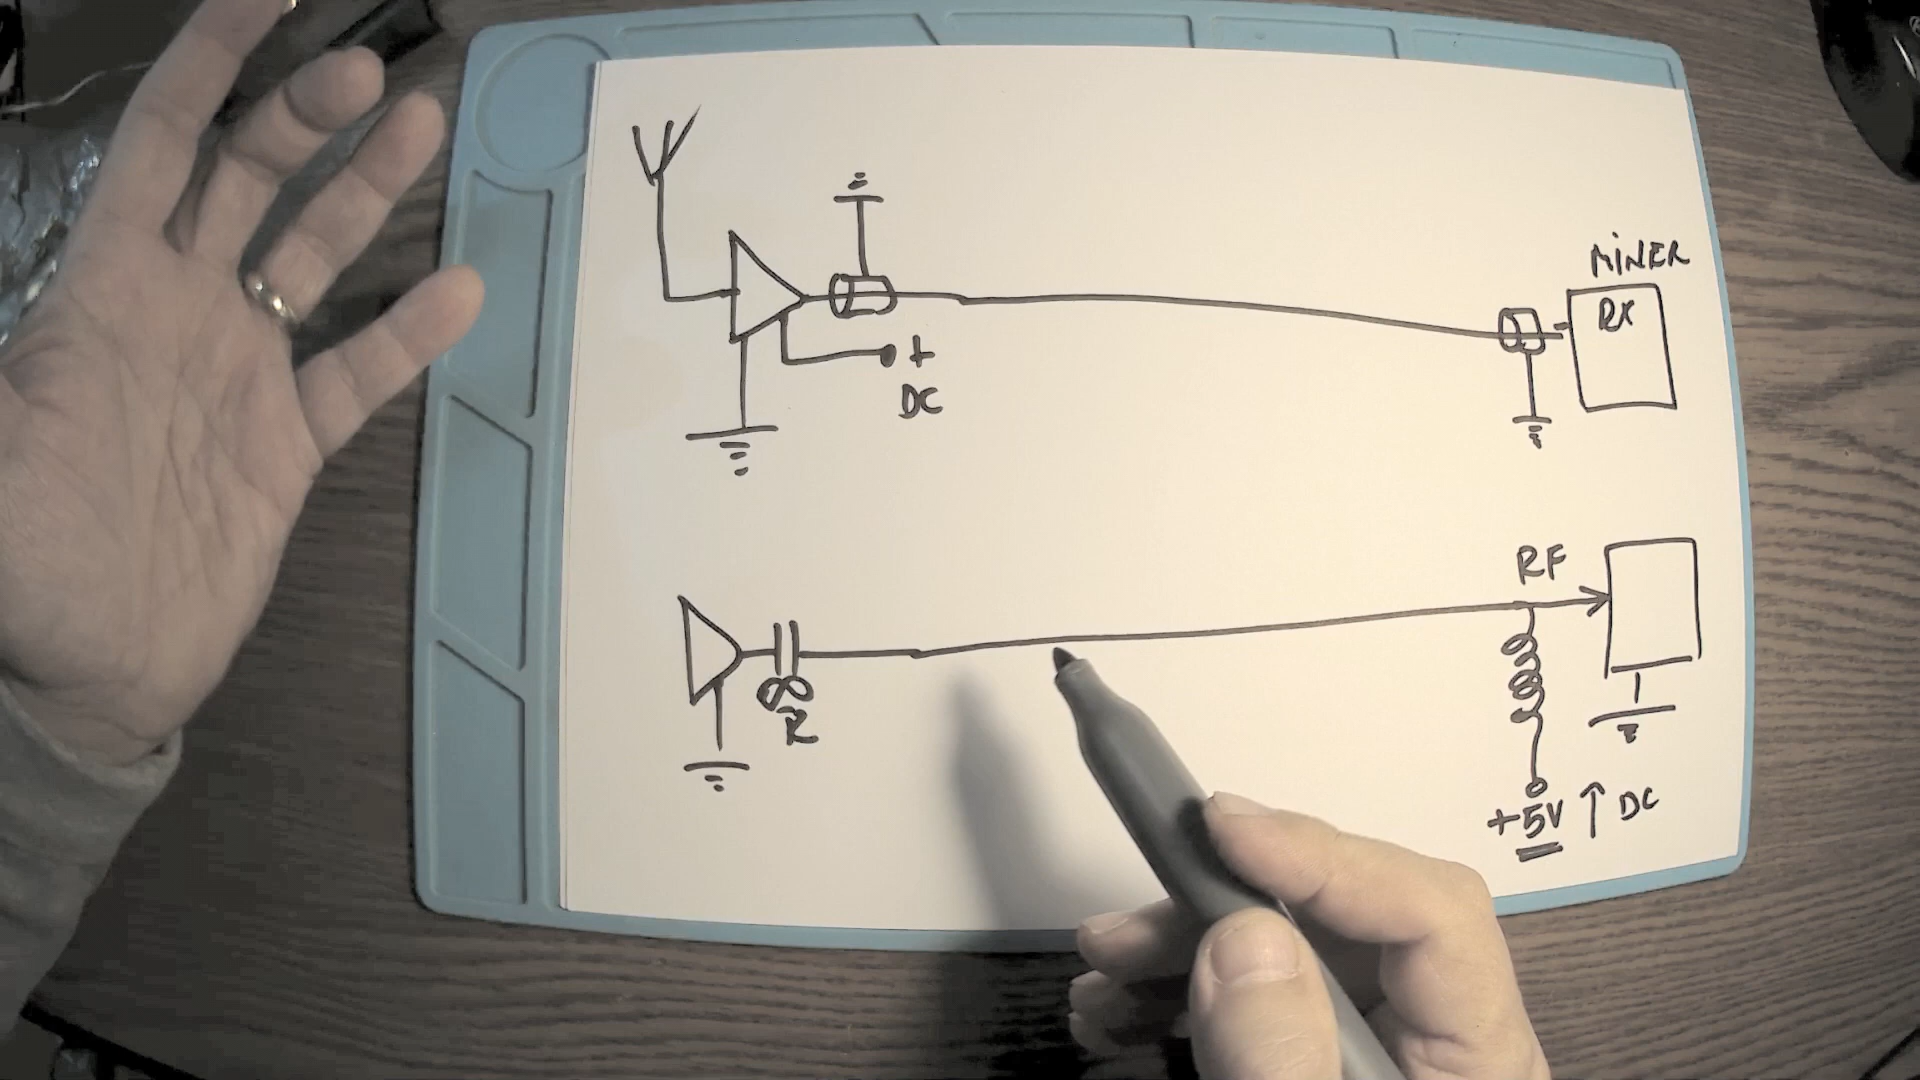 MINER
RX
+
DC
RF
R
+5V ↑ DC